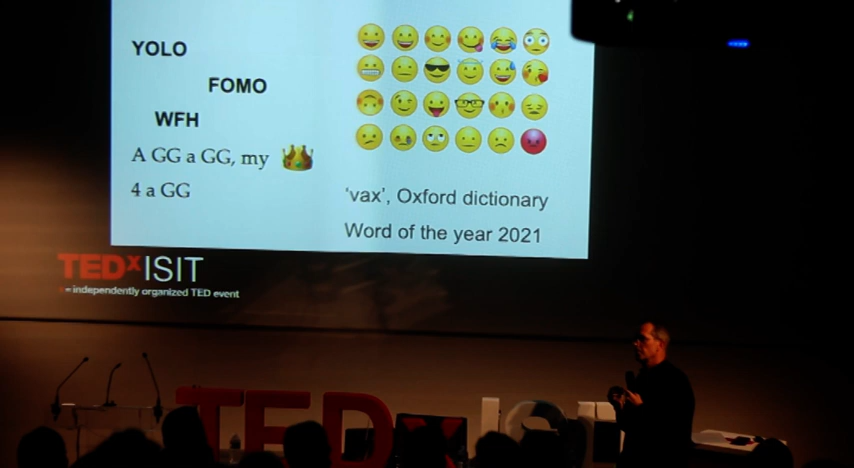 YOLO
FOMO
WFH
A GG a GG, my
4 a GG
'vax', Oxford dictionary
Word of the year 2021
TEDxISIT
x = independently organized TED event
TED